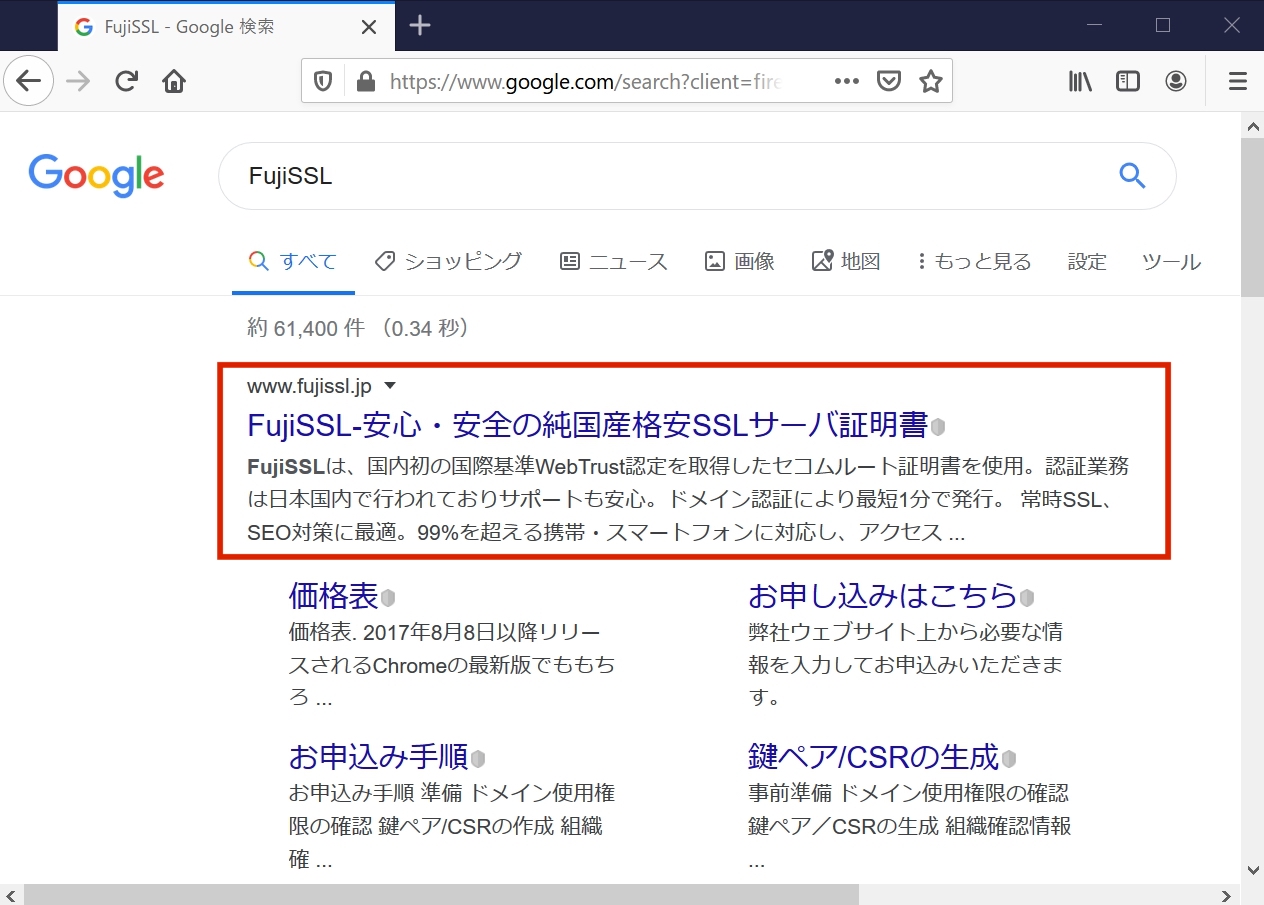 FujiSSL - Google 検索
https://www.google.com/search?client=fire
Google
FujiSSL
すべて ショッピング ニュース 画像 地図 もっと見る 設定 ツール
約 61,400 件 （0.34 秒）
www.fujissl.jp
FujiSSL-安心・安全の純国産格安SSLサーバ証明書
FujiSSLは、国内初の国際基準WebTrust認定を取得したセコムルート証明書を使用。認証業務
は日本国内で行われておりサポートも安心。ドメイン認証により最短1分で発行。 常時SSL、
SEO対策に最適。99%を超える携帯・スマートフォンに対応し、アクセス ...
価格表
価格表. 2017年8月8日以降リリー
スされるChromeの最新版でももち
ろ ...
お申し込みはこちら
弊社ウェブサイト上から必要な情
報を入力してお申込みいただきま
す。
お申込み手順
お申込み手順 準備 ドメイン使用権
限の確認 鍵ペア/CSRの作成 組織
確 ...
鍵ペア/CSRの生成
事前準備 ドメイン使用権限の確認
鍵ペア／CSRの生成 組織確認情報
...